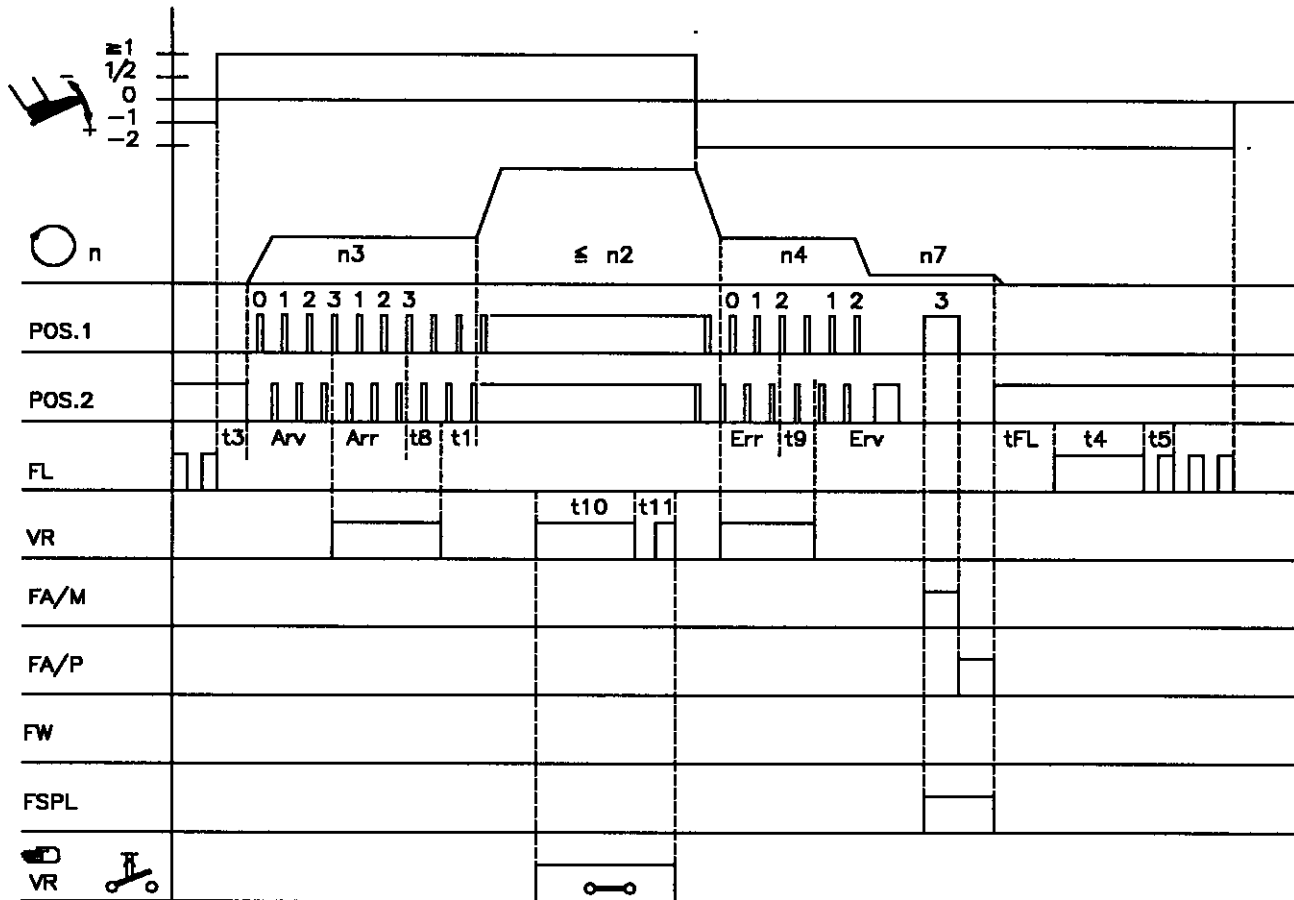 ≧1
1/2
0
−1
−2
−
+
n
n3
≦ n2
n4
n7
POS.1
0 1 2 3 1 2 3
0 1 2 1 2
3
POS.2
t3 Arv Arr t8 t1
Err t9 Erv
tFL t4 t5
FL
VR
t10 t11
FA/M
FA/P
FW
FSPL
VR